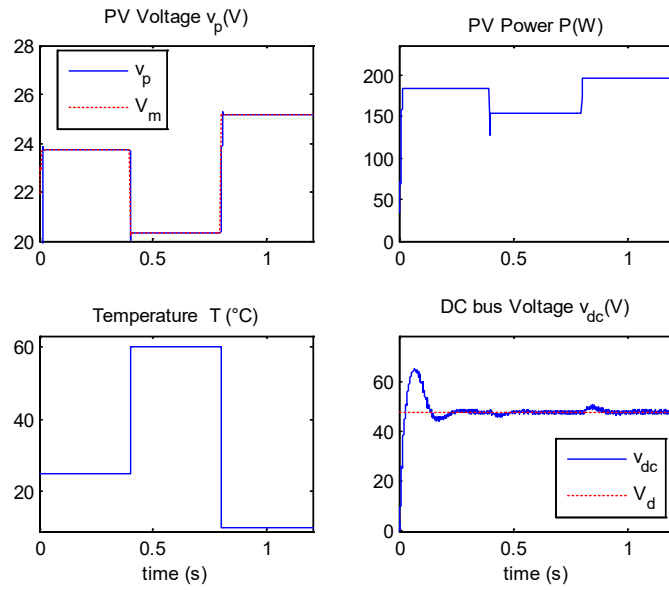 PV Voltage v_p(V)
28
26
24
22
20
v_p
V_m
0
0.5
1
PV Power P(W)
200
150
100
50
0
0
0.5
1
Temperature T (°C)
60
40
20
0
0.5
1
time (s)
DC bus Voltage v_dc(V)
60
40
20
0
v_dc
V_d
0
0.5
1
time (s)